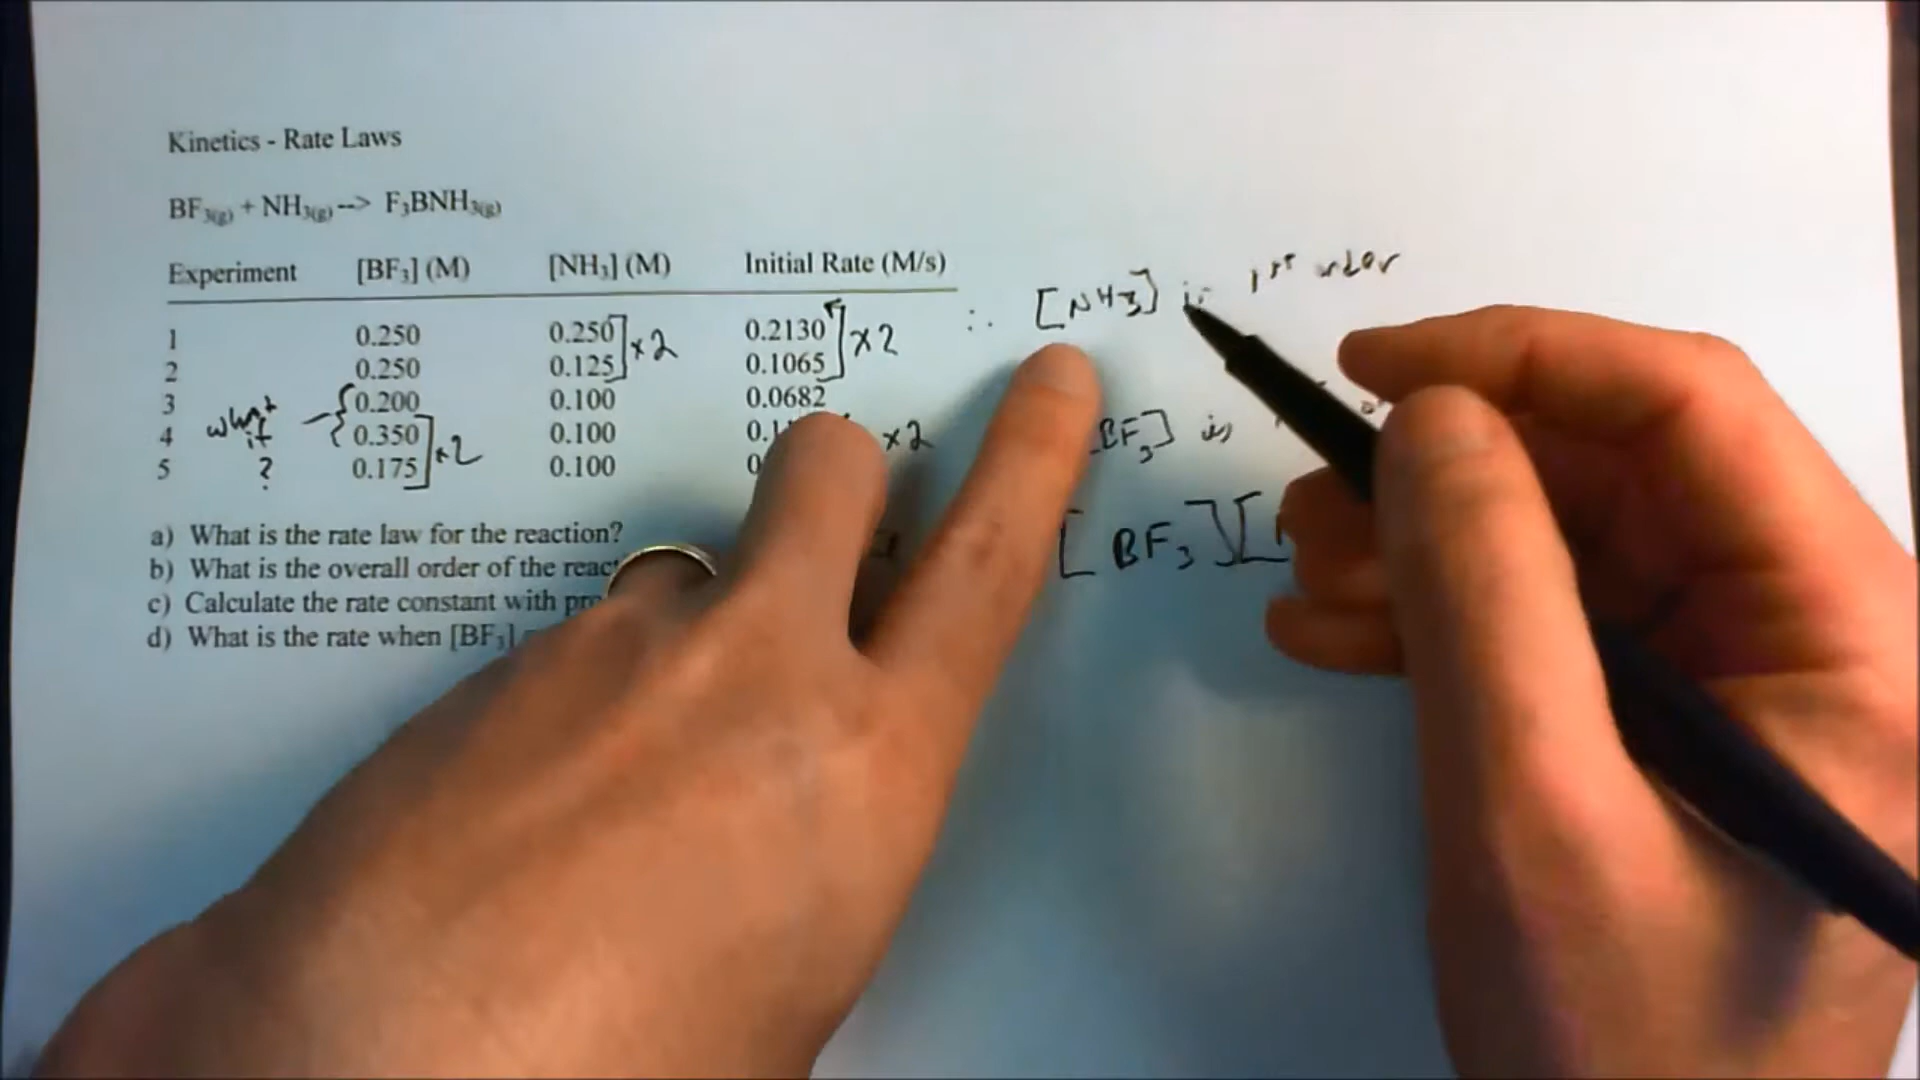 Kinetics - Rate Laws
BF3(g) + NH3(g) --> F3BNH3(g)
Experiment [BF3] (M) [NH3] (M) Initial Rate (M/s)
1 0.250 0.250 0.2130
2 0.250 0.125 0.1065
3 0.200 0.100 0.0682
4 0.350 0.100
5 0.175 0.100
x2
x2
what if ?
x2
x2
∴ [NH3] is 1st order
BF3] is
[BF3][
a) What is the rate law for the reaction?
b) What is the overall order of the
c) Calculate the rate constant with
d) What is the rate when [BF3]